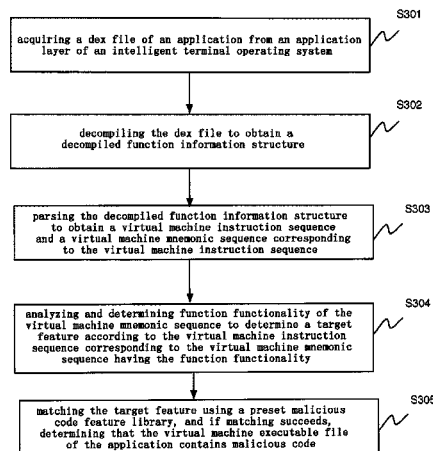 S301
acquiring a dex file of an application from an application
layer of an intelligent terminal operating system
S302
decompiling the dex file to obtain a
decompiled function information structure
S303
parsing the decompiled function information structure
to obtain a virtual machine instruction sequence
and a virtual machine mnemonic sequence corresponding
to the virtual machine instruction sequence
S304
analyzing and determining function functionality of the
virtual machine mnemonic sequence to determine a target
feature according to the virtual machine instruction
sequence corresponding to the virtual machine mnemonic
sequence having the function functionality
S305
matching the target feature using a preset malicious
code feature library, and if matching succeeds,
determining that the virtual machine executable file
of the application contains malicious code